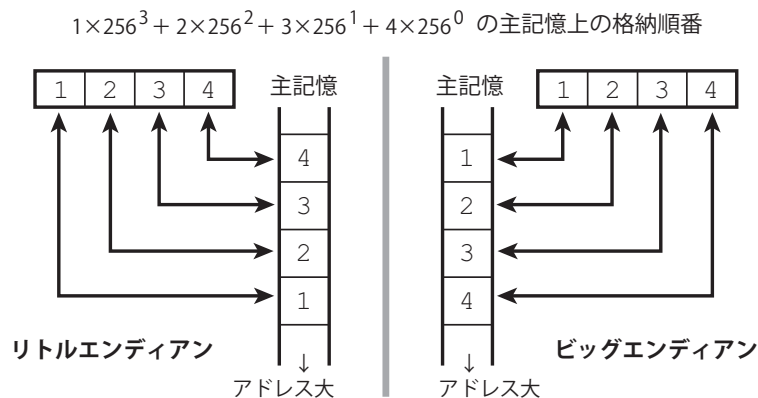 1×256³+ 2×256²+ 3×256¹+ 4×256⁰ の主記憶上の格納順番
1 2 3 4
主記憶
4
3
2
1
↓
アドレス大
リトルエンディアン
主記憶
1 2 3 4
1
2
3
4
↓
アドレス大
ビッグエンディアン